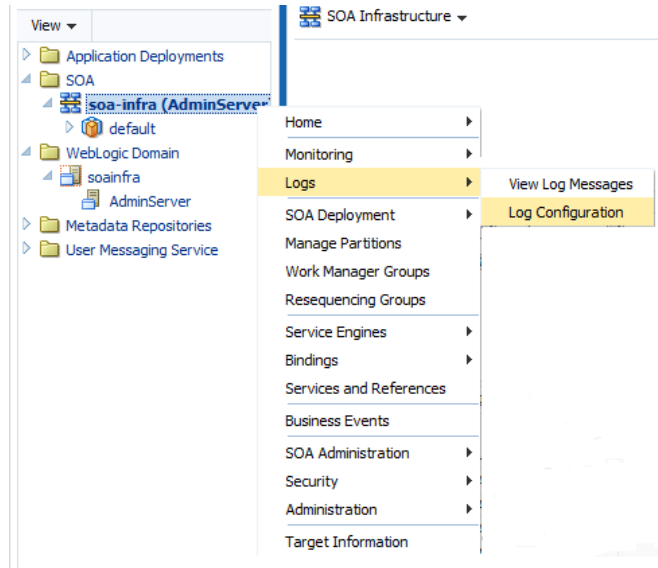 View
Application Deployments
SOA
soa-infra (AdminServer)
default
WebLogic Domain
soainfra
AdminServer
Metadata Repositories
User Messaging Service
SOA Infrastructure
Home
Monitoring
Logs
SOA Deployment
Manage Partitions
Work Manager Groups
Resequencing Groups
Service Engines
Bindings
Services and References
Business Events
SOA Administration
Security
Administration
Target Information
View Log Messages
Log Configuration